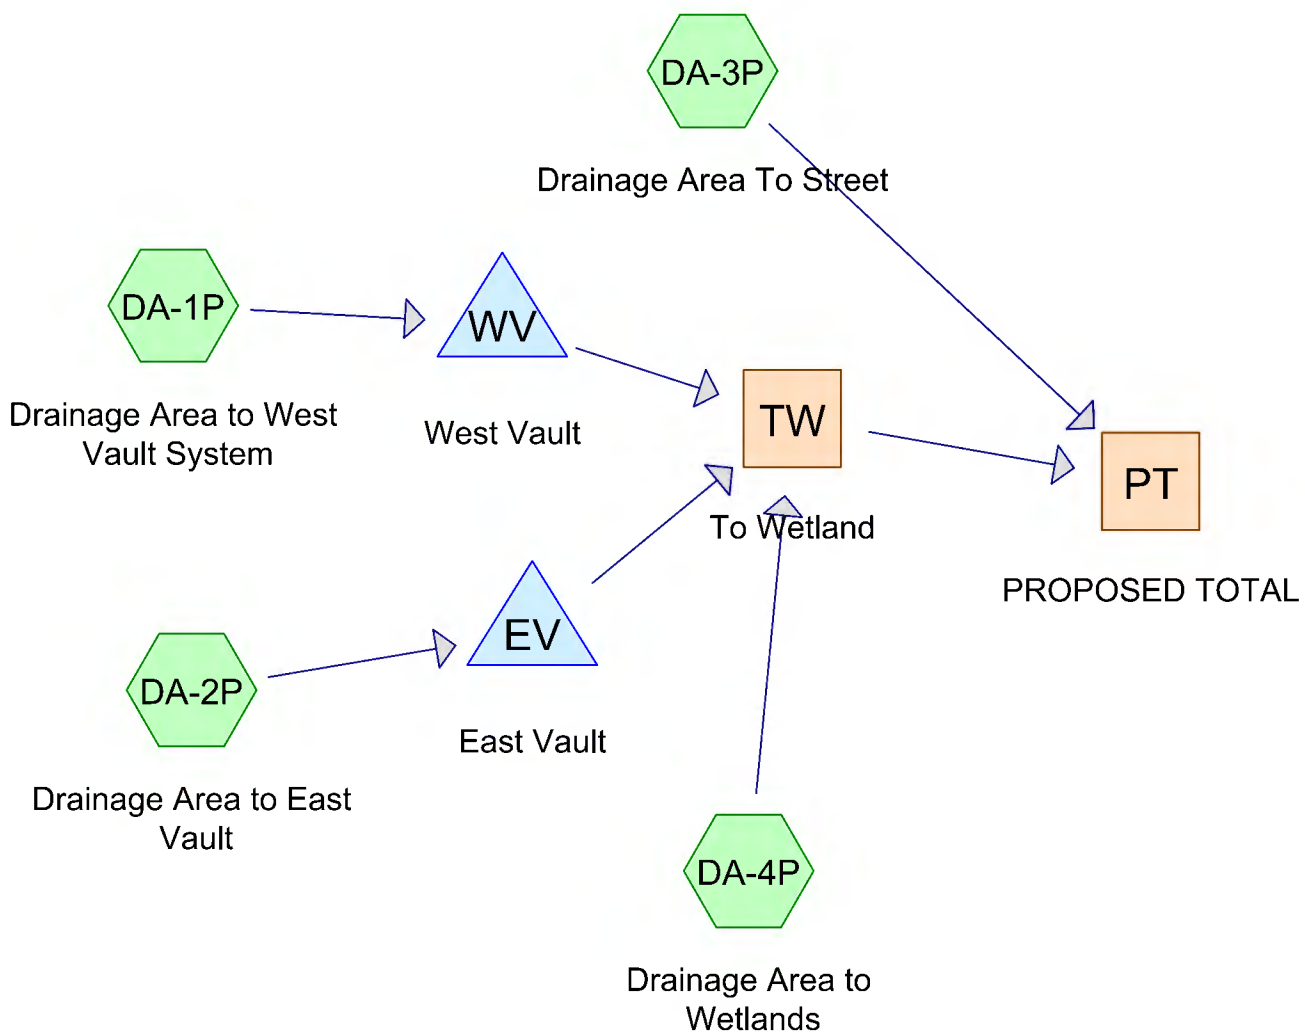 DA-3P
Drainage Area To Street
DA-1P
Drainage Area to West
Vault System
WV
West Vault
TW
To Wetland
PT
PROPOSED TOTAL
EV
East Vault
DA-2P
Drainage Area to East
Vault
DA-4P
Drainage Area to
Wetlands